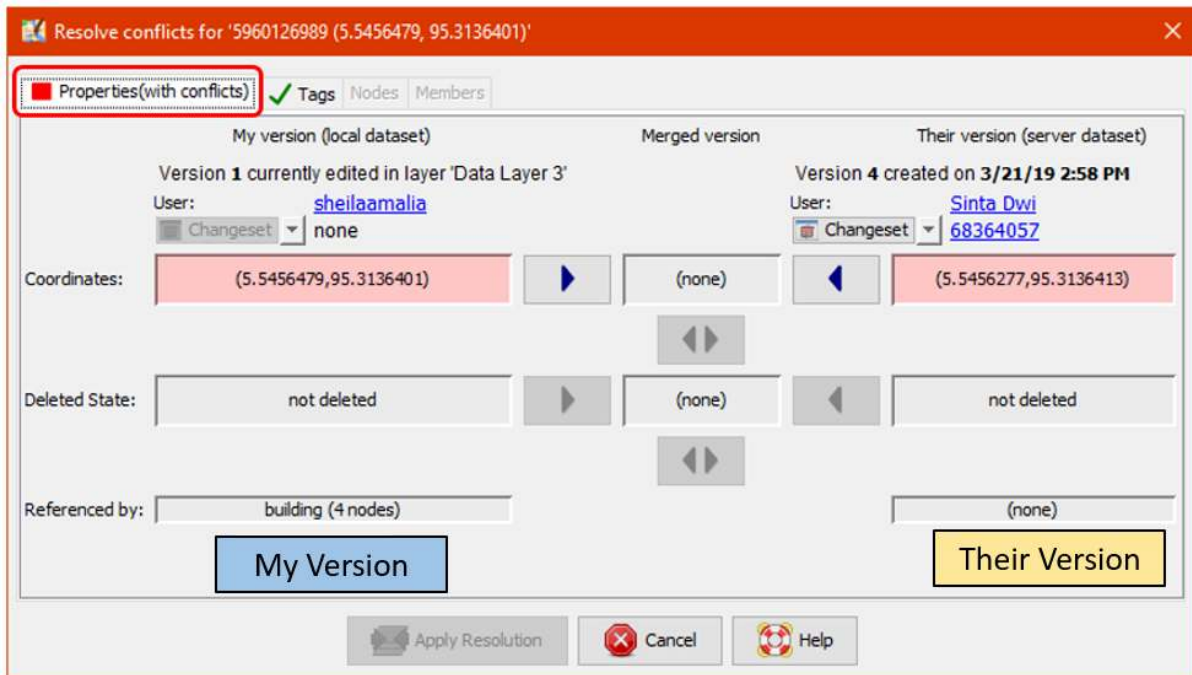 Resolve conflicts for '5960126989 (5.5456479, 95.3136401)'
Properties(with conflicts) Tags Nodes Members
My version (local dataset) Merged version Their version (server dataset)
Version 1 currently edited in layer 'Data Layer 3' Version 4 created on 3/21/19 2:58 PM
User: sheilaamalia User: Sinta Dwi
Changeset none Changeset 68364057
Coordinates: (5.5456479,95.3136401) (none) (5.5456277,95.3136413)
Deleted State: not deleted (none) not deleted
Referenced by: building (4 nodes) (none)
My Version Their Version
Apply Resolution Cancel Help